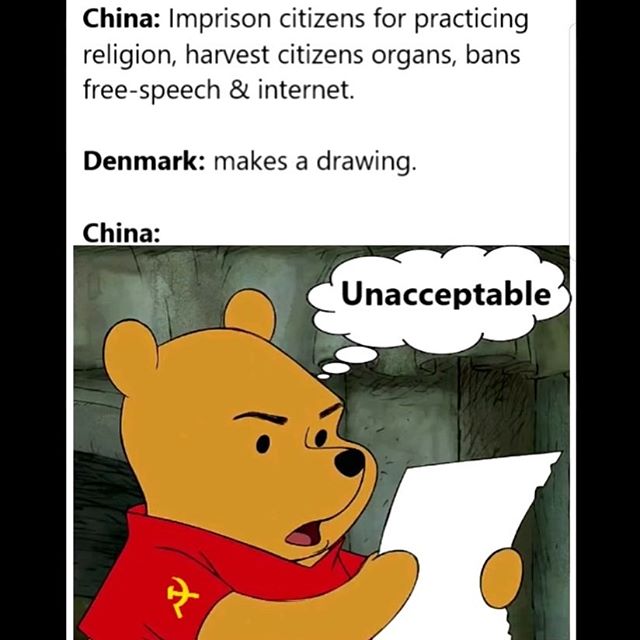 China: Imprison citizens for practicing
religion, harvest citizens organs, bans
free-speech & internet.
Denmark: makes a drawing.
China:
Unacceptable